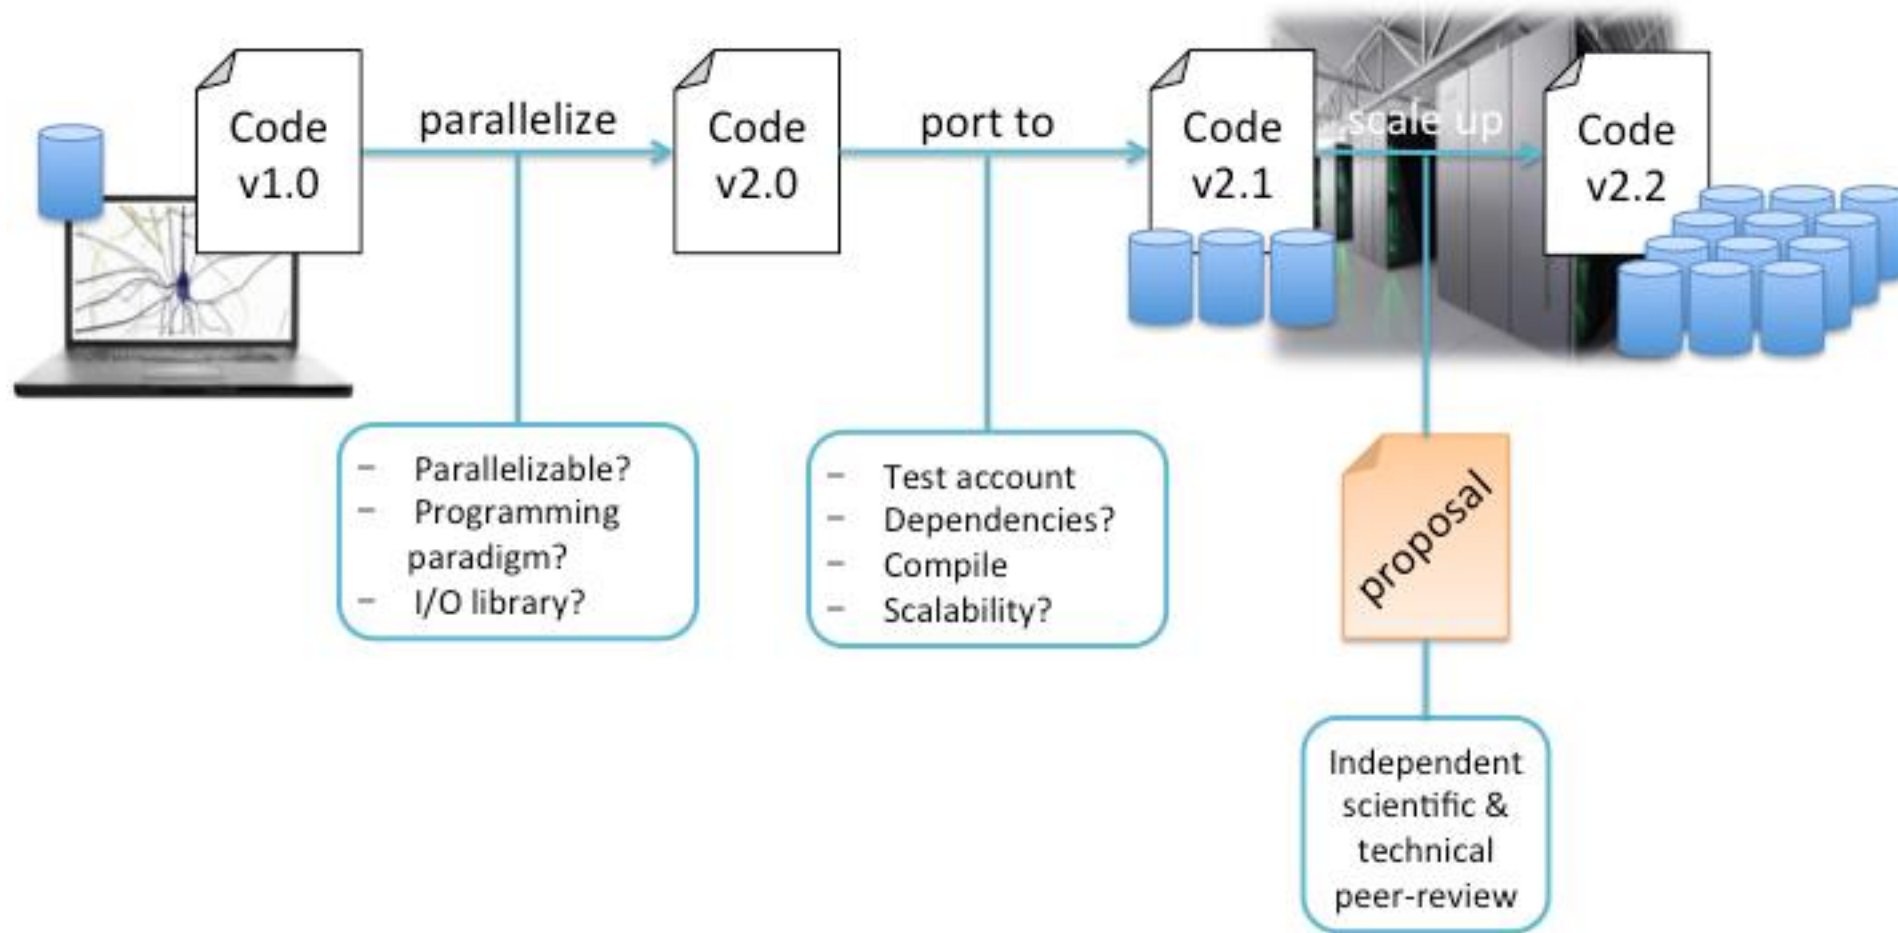 Code
v1.0
parallelize
Code
v2.0
port to
Code
v2.1
scale up
Code
v2.2
– Parallelizable?
– Programming
paradigm?
– I/O library?
– Test account
– Dependencies?
– Compile
– Scalability?
proposal
Independent
scientific &
technical
peer-review